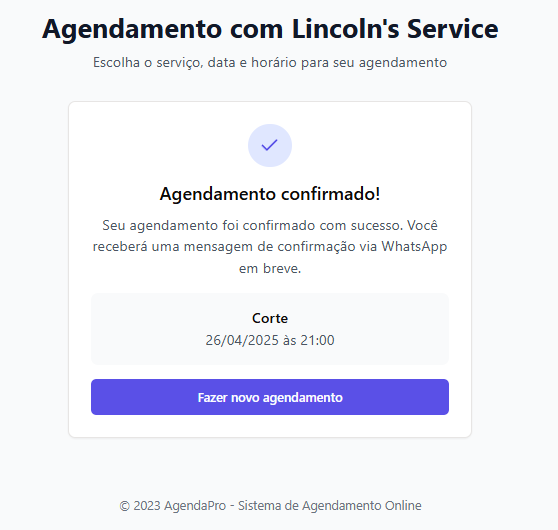 Agendamento com Lincoln's Service
Escolha o serviço, data e horário para seu agendamento
Agendamento confirmado!
Seu agendamento foi confirmado com sucesso. Você
receberá uma mensagem de confirmação via WhatsApp
em breve.
Corte
26/04/2025 às 21:00
Fazer novo agendamento
© 2023 AgendaPro - Sistema de Agendamento Online